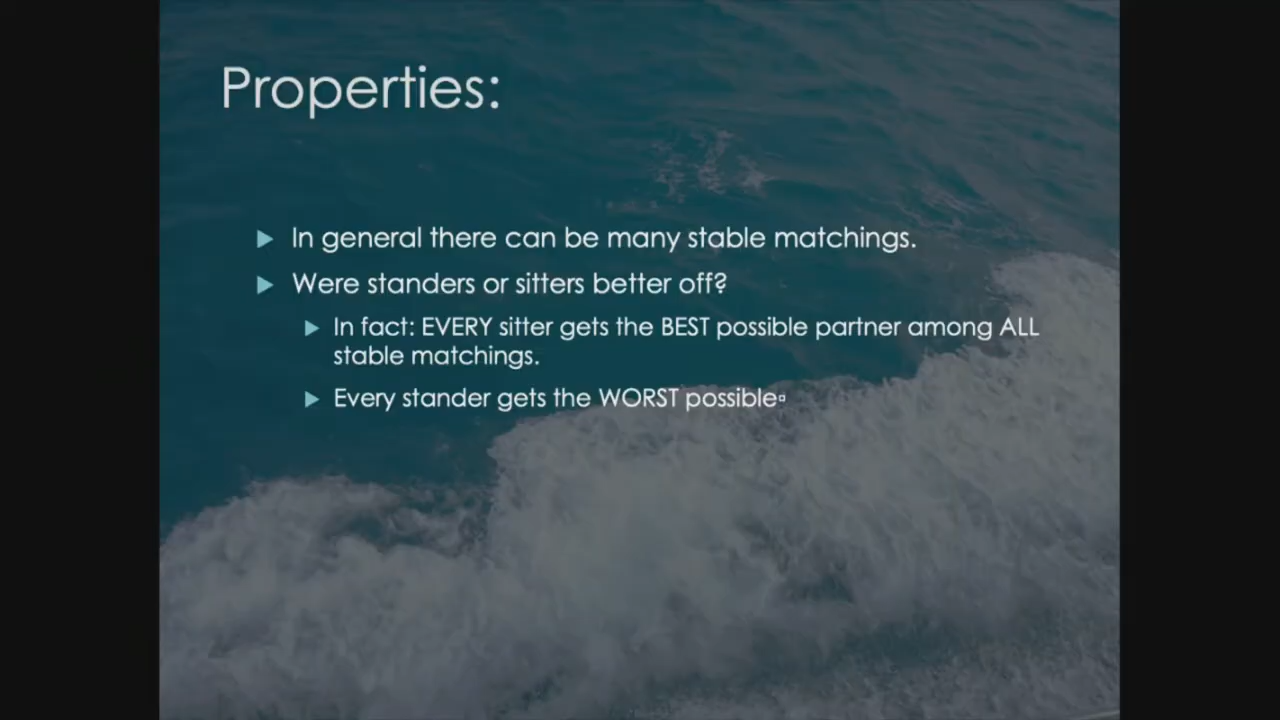 Properties:
In general there can be many stable matchings.
Were standers or sitters better off?
In fact: EVERY sitter gets the BEST possible partner among ALL
stable matchings.
Every stander gets the WORST possible